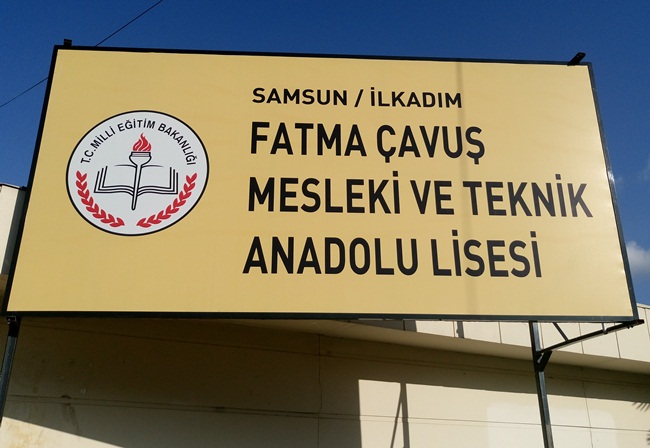 T.C. MİLLİ EĞİTİM BAKANLIĞI
SAMSUN / İLKADIM
FATMA ÇAVUŞ
MESLEKİ VE TEKNİK
ANADOLU LİSESİ